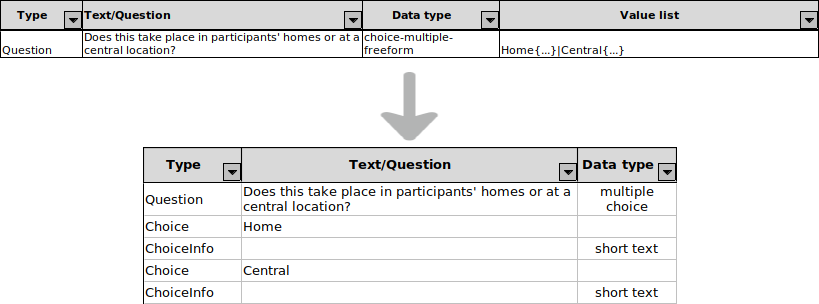 Type Text/Question Data type Value list
Does this take place in participants' homes or at a choice-multiple-
Question central location? freeform Home{...}|Central{...}
Type Text/Question Data type
Question Does this take place in participants' homes or at a multiple
central location? choice
Choice Home
ChoiceInfo short text
Choice Central
ChoiceInfo short text